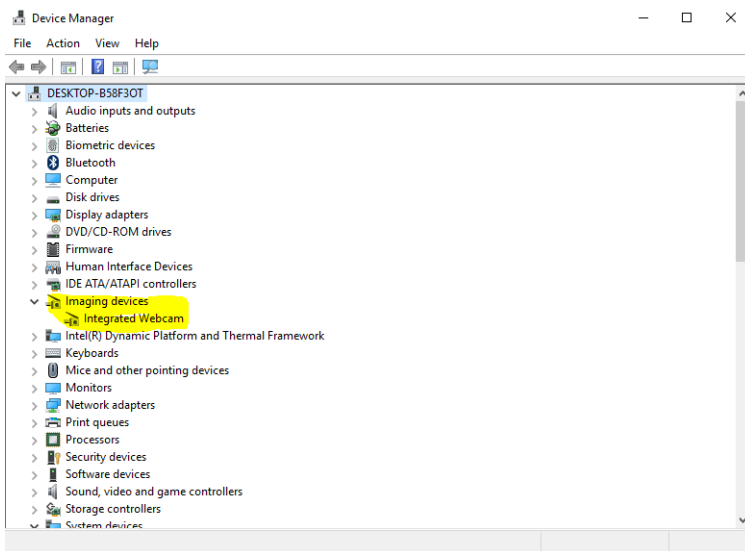 Device Manager
File Action View Help
DESKTOP-B58F3OT
Audio inputs and outputs
Batteries
Biometric devices
Bluetooth
Computer
Disk drives
Display adapters
DVD/CD-ROM drives
Firmware
Human Interface Devices
IDE ATA/ATAPI controllers
Imaging devices
Integrated Webcam
Intel(R) Dynamic Platform and Thermal Framework
Keyboards
Mice and other pointing devices
Monitors
Network adapters
Print queues
Processors
Security devices
Software devices
Sound, video and game controllers
Storage controllers
System devices